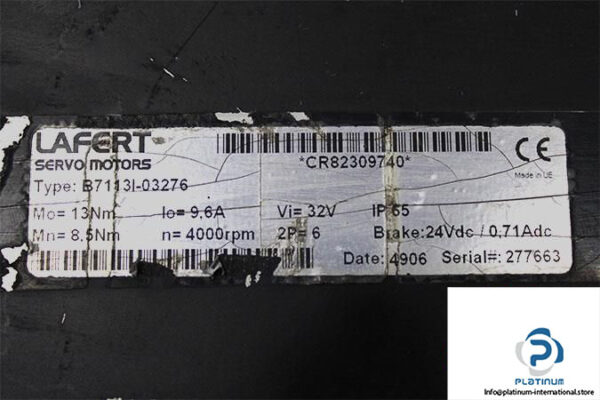 LAFERT
SERVO MOTORS
*CR82309740*
CE
Made in UE
Type: B7113I-03276
Mo= 13Nm Io= 9,6A Vi= 32V IP 65
Mn= 8,5Nm n= 4000rpm 2P= 6 Brake:24Vdc / 0,71Adc
Date: 4906 Serial#: 277663
PLATINUM
http://platinum-international.store